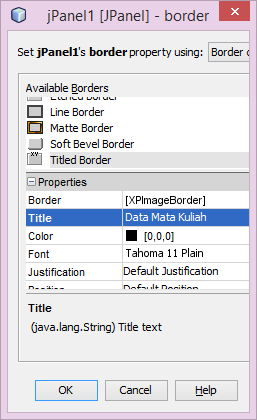 jPanel1 [JPanel] - border
Set jPanel1's border property using: Border
Available Borders
Etched Border
Line Border
Matte Border
Soft Bevel Border
Titled Border
Properties
Border [XPImageBorder]
Title Data Mata Kuliah
Color [0,0,0]
Font Tahoma 11 Plain
Justification Default Justification
Position Default Position
Title
(java.lang.String) Title text
OK Cancel Help